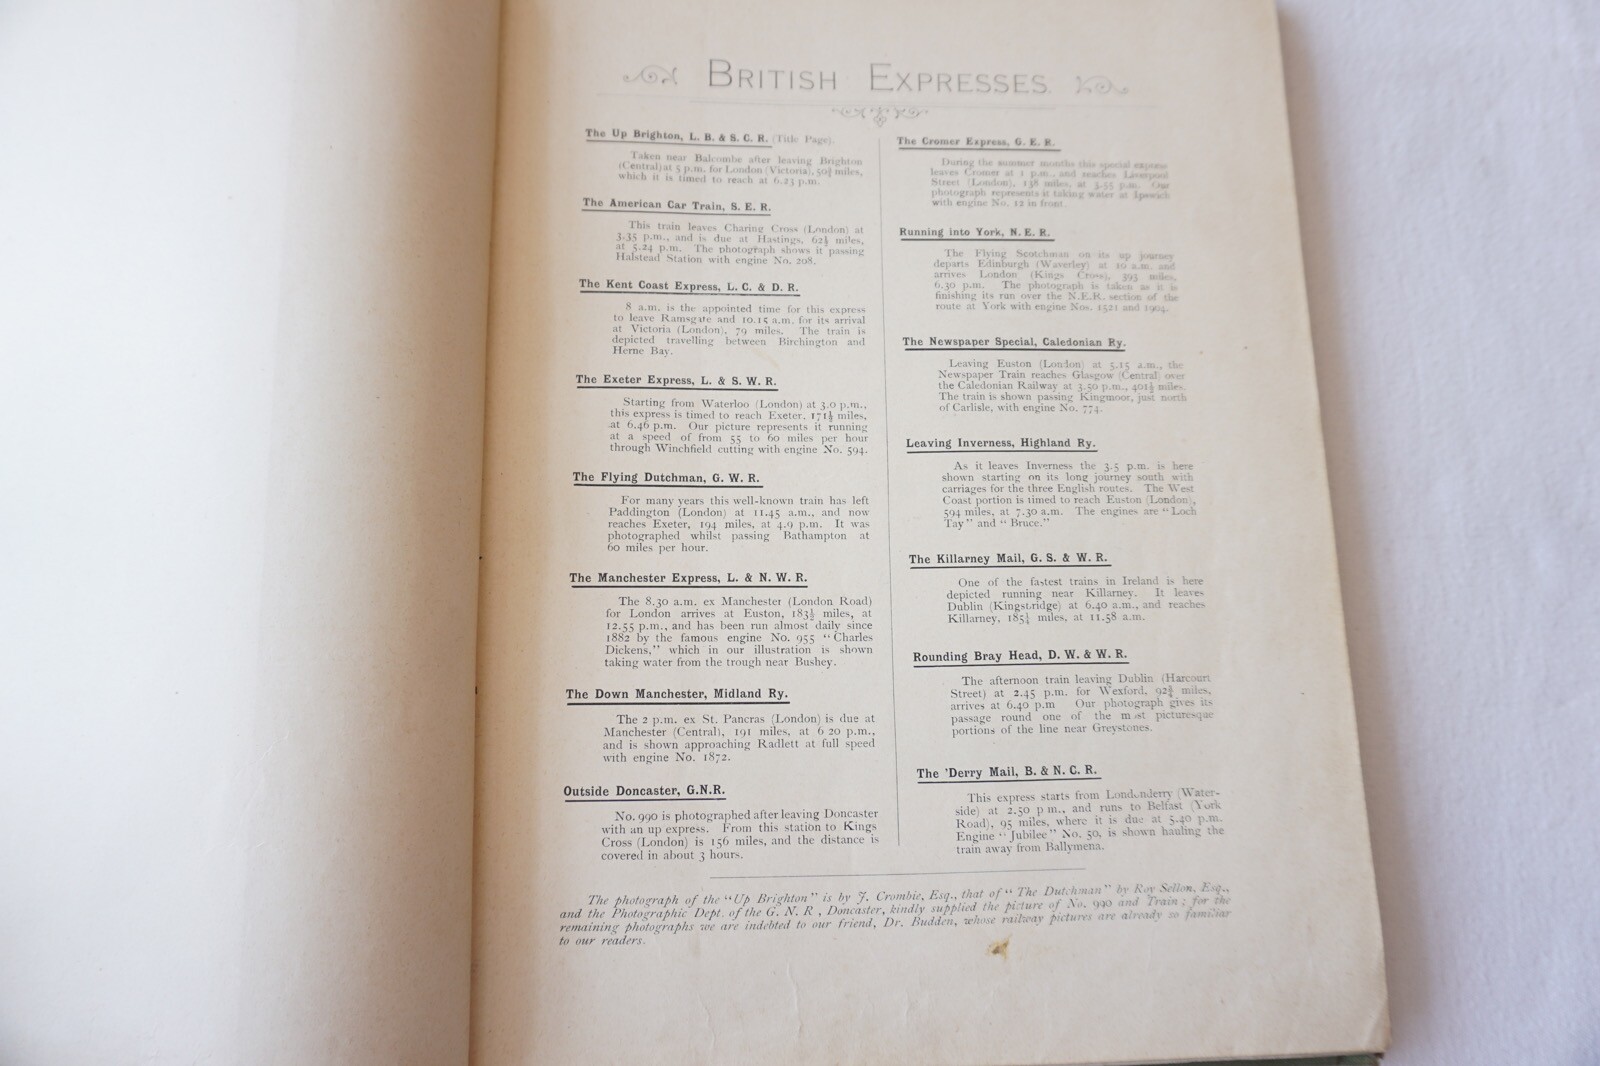 BRITISH EXPRESSES.
The Up Brighton, L. B. & S. C. R. (Title Page).
Taken near Balcombe after leaving Brighton
(Central) at 5 p.m. for London (Victoria), 50½ miles,
which it is timed to reach at 6.23 p.m.
The American Car Train, S. E. R.
This train leaves Charing Cross (London) at
3.35 p.m., and is due at Hastings, 62½ miles,
at 5.24 p.m. The photograph shows it passing
Halstead Station with engine No. 208.
The Kent Coast Express, L. C. & D. R.
8 a.m. is the appointed time for this express
to leave Ramsgate and 10.15 a.m. for its arrival
at Victoria (London), 79 miles. The train is
depicted travelling between Birchington and
Herne Bay.
The Exeter Express, L. & S. W. R.
Starting from Waterloo (London) at 3.0 p.m.,
this express is timed to reach Exeter, 171½ miles,
at 6.46 p.m. Our picture represents it running
at a speed of from 55 to 60 miles per hour
through Winchfield cutting with engine No. 594.
The Flying Dutchman, G. W. R.
For many years this well-known train has left
Paddington (London) at 11.45 a.m., and now
reaches Exeter, 194 miles, at 4.9 p.m. It was
photographed whilst passing Bathampton at
60 miles per hour.
The Manchester Express, L. & N. W. R.
The 8.30 a.m. ex Manchester (London Road)
for London arrives at Euston, 183½ miles, at
12.55 p.m., and has been run almost daily since
1882 by the famous engine No. 955 “Charles
Dickens,” which in our illustration is shown
taking water from the trough near Bushey.
The Down Manchester, Midland Ry.
The 2 p.m. ex St. Pancras (London) is due at
Manchester (Central), 191 miles, at 6 20 p.m.,
and is shown approaching Radlett at full speed
with engine No. 1872.
Outside Doncaster, G.N.R.
No. 990 is photographed after leaving Doncaster
with an up express. From this station to Kings
Cross (London) is 156 miles, and the distance is
covered in about 3 hours.
The Cromer Express, G. E. R.
During the summer months this special express
leaves Cromer at 1 p.m., and reaches Liverpool
Street (London), 138 miles, at 3.55 p.m. Our
photograph represents it taking water at Ipswich
with engine No. 12 in front.
Running into York, N. E. R.
The Flying Scotchman on its up journey
departs Edinburgh (Waverley) at 10 a.m. and
arrives London (Kings Cross), 393 miles,
6.30 p.m. The photograph is taken as it is
finishing its run over the N.E.R. section of the
route at York with engine Nos. 1521 and 1904.
The Newspaper Special, Caledonian Ry.
Leaving Euston (London) at 5.15 a.m., the
Newspaper Train reaches Glasgow (Central) over
the Caledonian Railway at 3.50 p.m., 401½ miles.
The train is shown passing Kingmoor, just north
of Carlisle, with engine No. 774.
Leaving Inverness, Highland Ry.
As it leaves Inverness the 3.5 p.m. is here
shown starting on its long journey south with
carriages for the three English routes. The West
Coast portion is timed to reach Euston (London),
594 miles, at 7.30 a.m. The engines are “Loch
Tay” and “Bruce.”
The Killarney Mail, G. S. & W. R.
One of the fastest trains in Ireland is here
depicted running near Killarney. It leaves
Dublin (Kingsbridge) at 6.40 a.m., and reaches
Killarney, 185¼ miles, at 11.58 a.m.
Rounding Bray Head, D. W. & W. R.
The afternoon train leaving Dublin (Harcourt
Street) at 2.45 p.m. for Wexford, 92¾ miles,
arrives at 6.40 p.m Our photograph gives its
passage round one of the most picturesque
portions of the line near Greystones.
The 'Derry Mail, B. & N. C. R.
This express starts from Londonderry (Water-
side) at 2.50 p m., and runs to Belfast (York
Road), 95 miles, where it is due at 5.40 p.m.
Engine “Jubilee” No. 50, is shown hauling the
train away from Ballymena.
The photograph of the “Up Brighton” is by J. Crombie, Esq., that of “The Dutchman” by Roy Sellon, Esq.,
and the Photographic Dept. of the G. N. R , Doncaster, kindly supplied the picture of No. 990 and Train ; for the
remaining photographs we are indebted to our friend, Dr. Budden, whose railway pictures are already so familiar
to our readers.